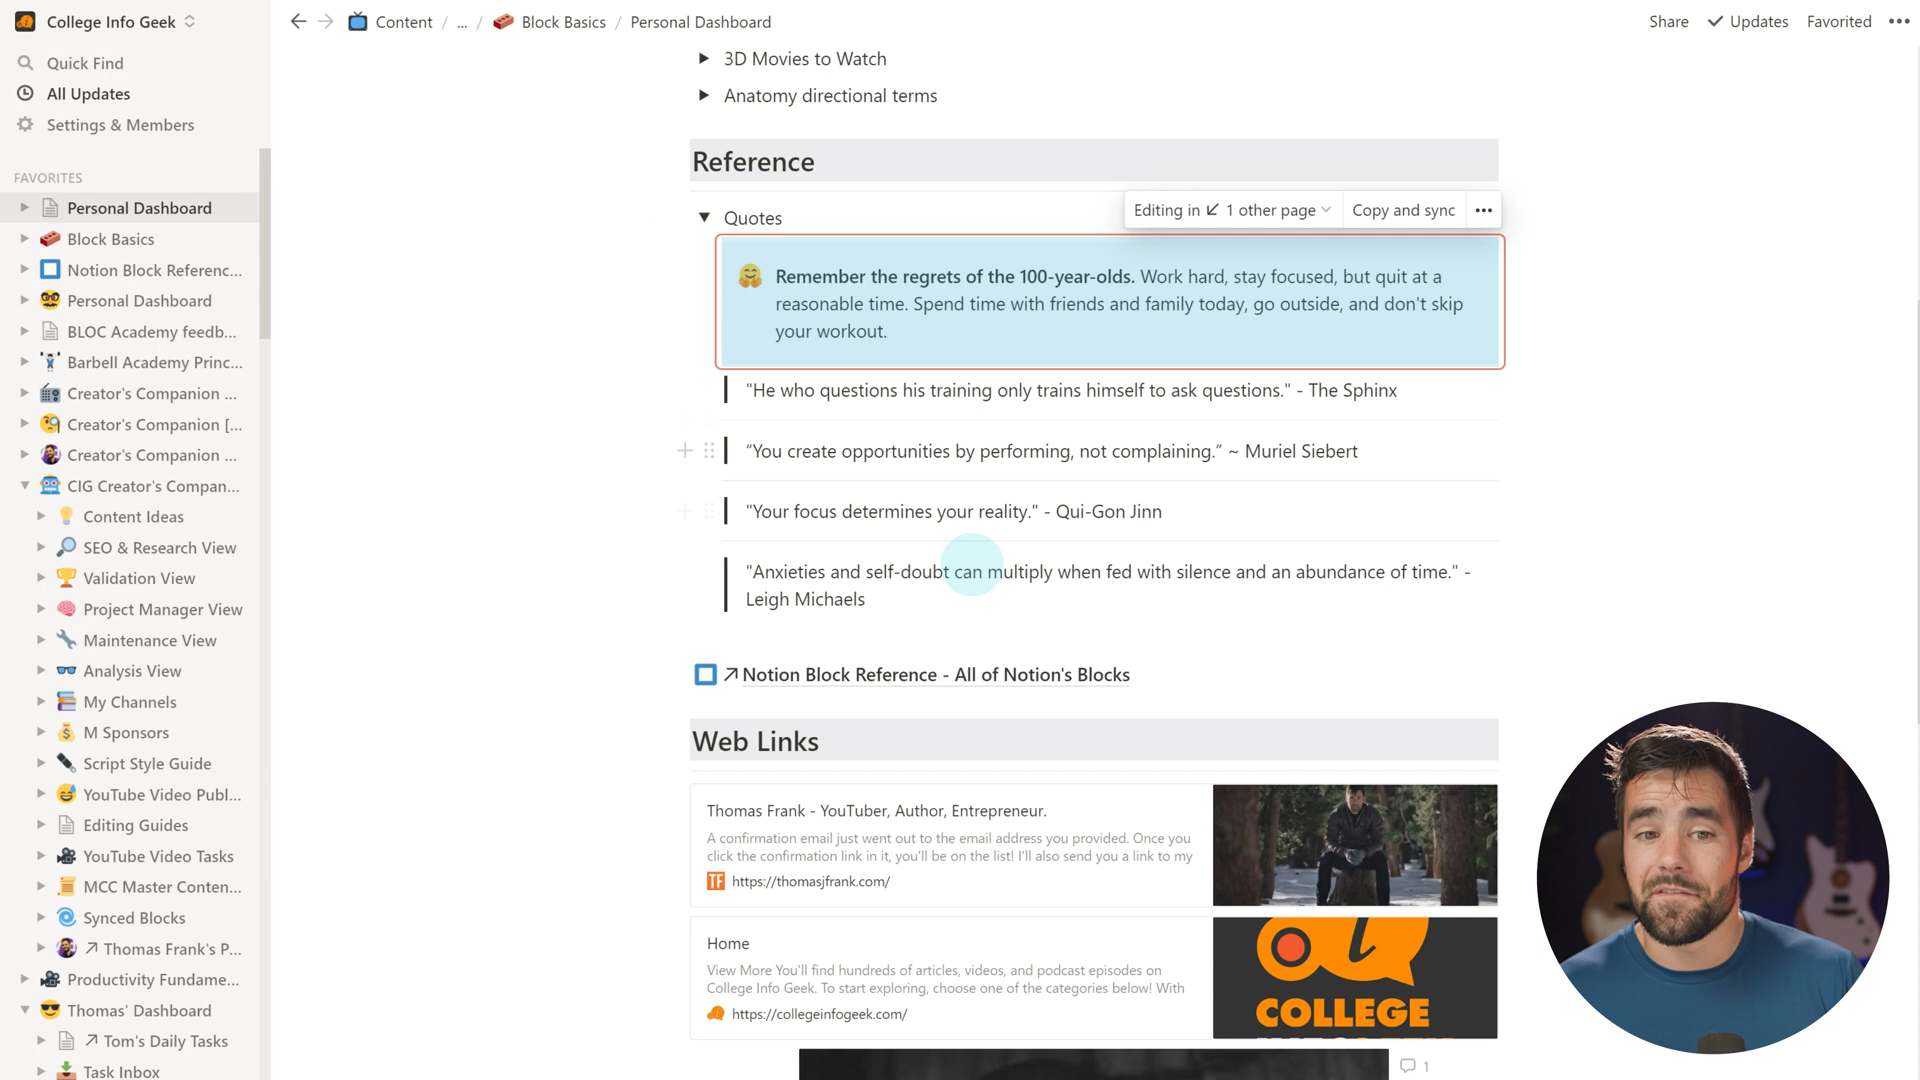 College Info Geek
Content / ... / Block Basics / Personal Dashboard
Share Updates Favorited
Quick Find
All Updates
Settings & Members
FAVORITES
Personal Dashboard
Block Basics
Notion Block Referenc...
Personal Dashboard
BLOC Academy feedb...
Barbell Academy Princ...
Creator's Companion ...
Creator's Companion [...
Creator's Companion ...
CIG Creator's Compan...
Content Ideas
SEO & Research View
Validation View
Project Manager View
Maintenance View
Analysis View
My Channels
M Sponsors
Script Style Guide
YouTube Video Publ...
Editing Guides
YouTube Video Tasks
MCC Master Conten...
Synced Blocks
Thomas Frank's P...
Productivity Fundame...
Thomas' Dashboard
Tom's Daily Tasks
Task Inbox
3D Movies to Watch
Anatomy directional terms
Reference
Editing in 1 other page Copy and sync
Quotes
Remember the regrets of the 100-year-olds. Work hard, stay focused, but quit at a
reasonable time. Spend time with friends and family today, go outside, and don't skip
your workout.
"He who questions his training only trains himself to ask questions." - The Sphinx
“You create opportunities by performing, not complaining.” ~ Muriel Siebert
"Your focus determines your reality." - Qui-Gon Jinn
"Anxieties and self-doubt can multiply when fed with silence and an abundance of time." -
Leigh Michaels
Notion Block Reference - All of Notion's Blocks
Web Links
Thomas Frank - YouTuber, Author, Entrepreneur.
A confirmation email just went out to the email address you provided. Once you
click the confirmation link in it, you'll be on the list! I'll also send you a link to my
TF https://thomasjfrank.com/
Home
View More You'll find hundreds of articles, videos, and podcast episodes on
College Info Geek. To start exploring, choose one of the categories below! With
https://collegeinfogeek.com/
COLLEGE
1